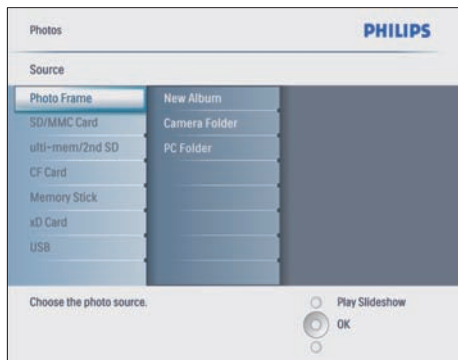 Photos
PHILIPS
Source
Photo Frame
New Album
SD/MMC Card
Camera Folder
ulti-mem/2nd SD
PC Folder
CF Card
Memory Stick
xD Card
USB
Choose the photo source.
Play Slideshow
OK